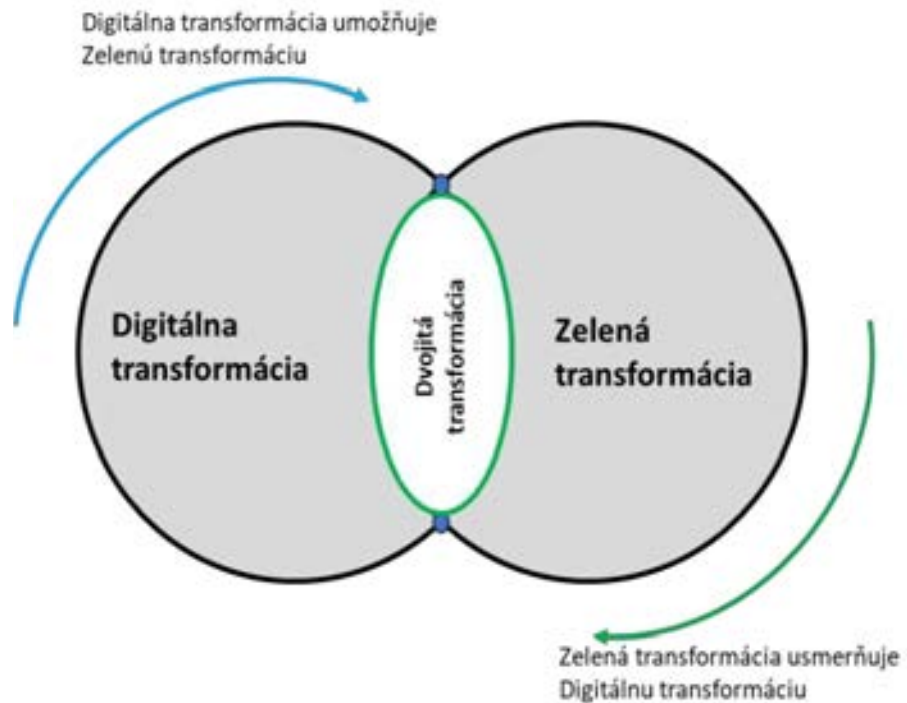 Digitálna transformácia umožňuje
Zelenú transformáciu
Digitálna
transformácia
Dvojitá
transformácia
Zelená
transformácia
Zelená transformácia usmerňuje
Digitálnu transformáciu